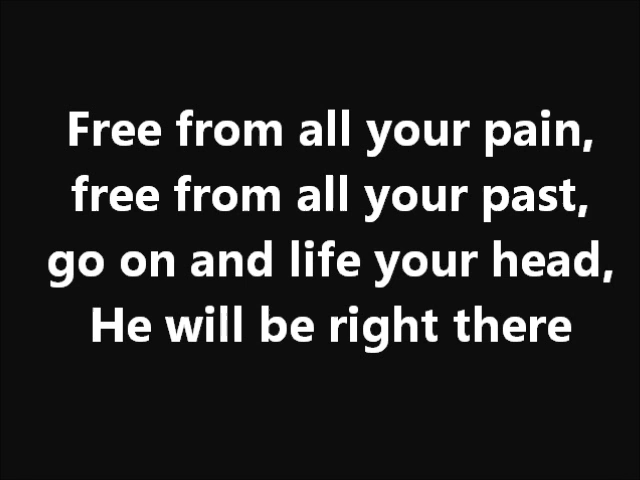 Free from all your pain,
free from all your past,
go on and life your head,
He will be right there